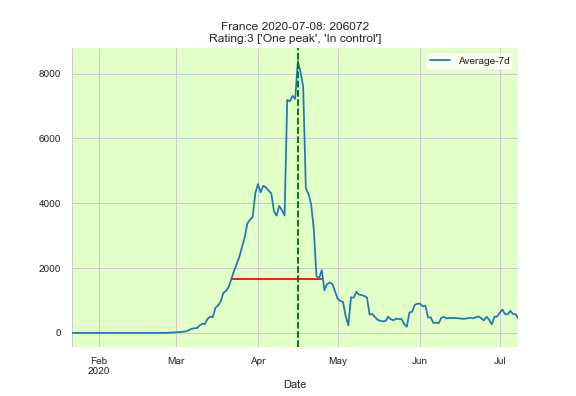 France 2020-07-08: 206072
Rating:3 ['One peak', 'In control']
Average-7d
8000
6000
4000
2000
0
Feb
2020
Mar
Apr
May
Jun
Jul
Date